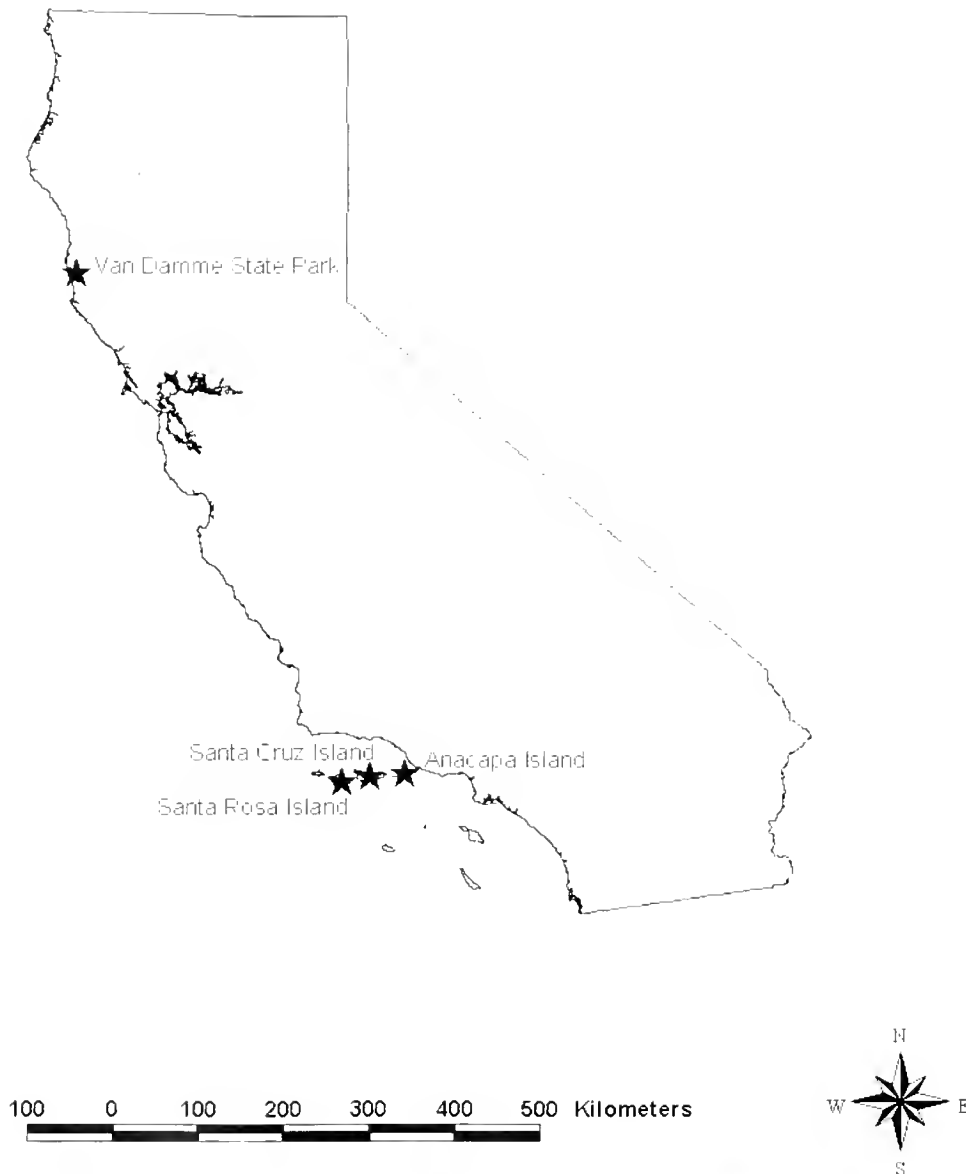 Van Damme State Park
Santa Cruz Island
Anacapa Island
Santa Rosa Island
N
100 0 100 200 300 400 500 Kilometers
W E
S